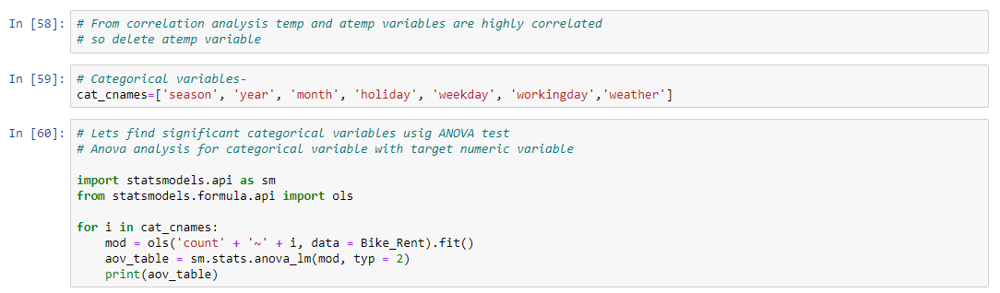 In [58]: # From correlation analysis temp and atemp variables are highly correlated
# so delete atemp variable
In [59]: # Categorical variables-
cat_cnames=['season', 'year', 'month', 'holiday', 'weekday', 'workingday','weather']
In [60]: # Lets find significant categorical variables usig ANOVA test
# Anova analysis for categorical variable with target numeric variable
import statsmodels.api as sm
from statsmodels.formula.api import ols
for i in cat_cnames:
    mod = ols('count' + '~' + i, data = Bike_Rent).fit()
    aov_table = sm.stats.anova_lm(mod, typ = 2)
    print(aov_table)